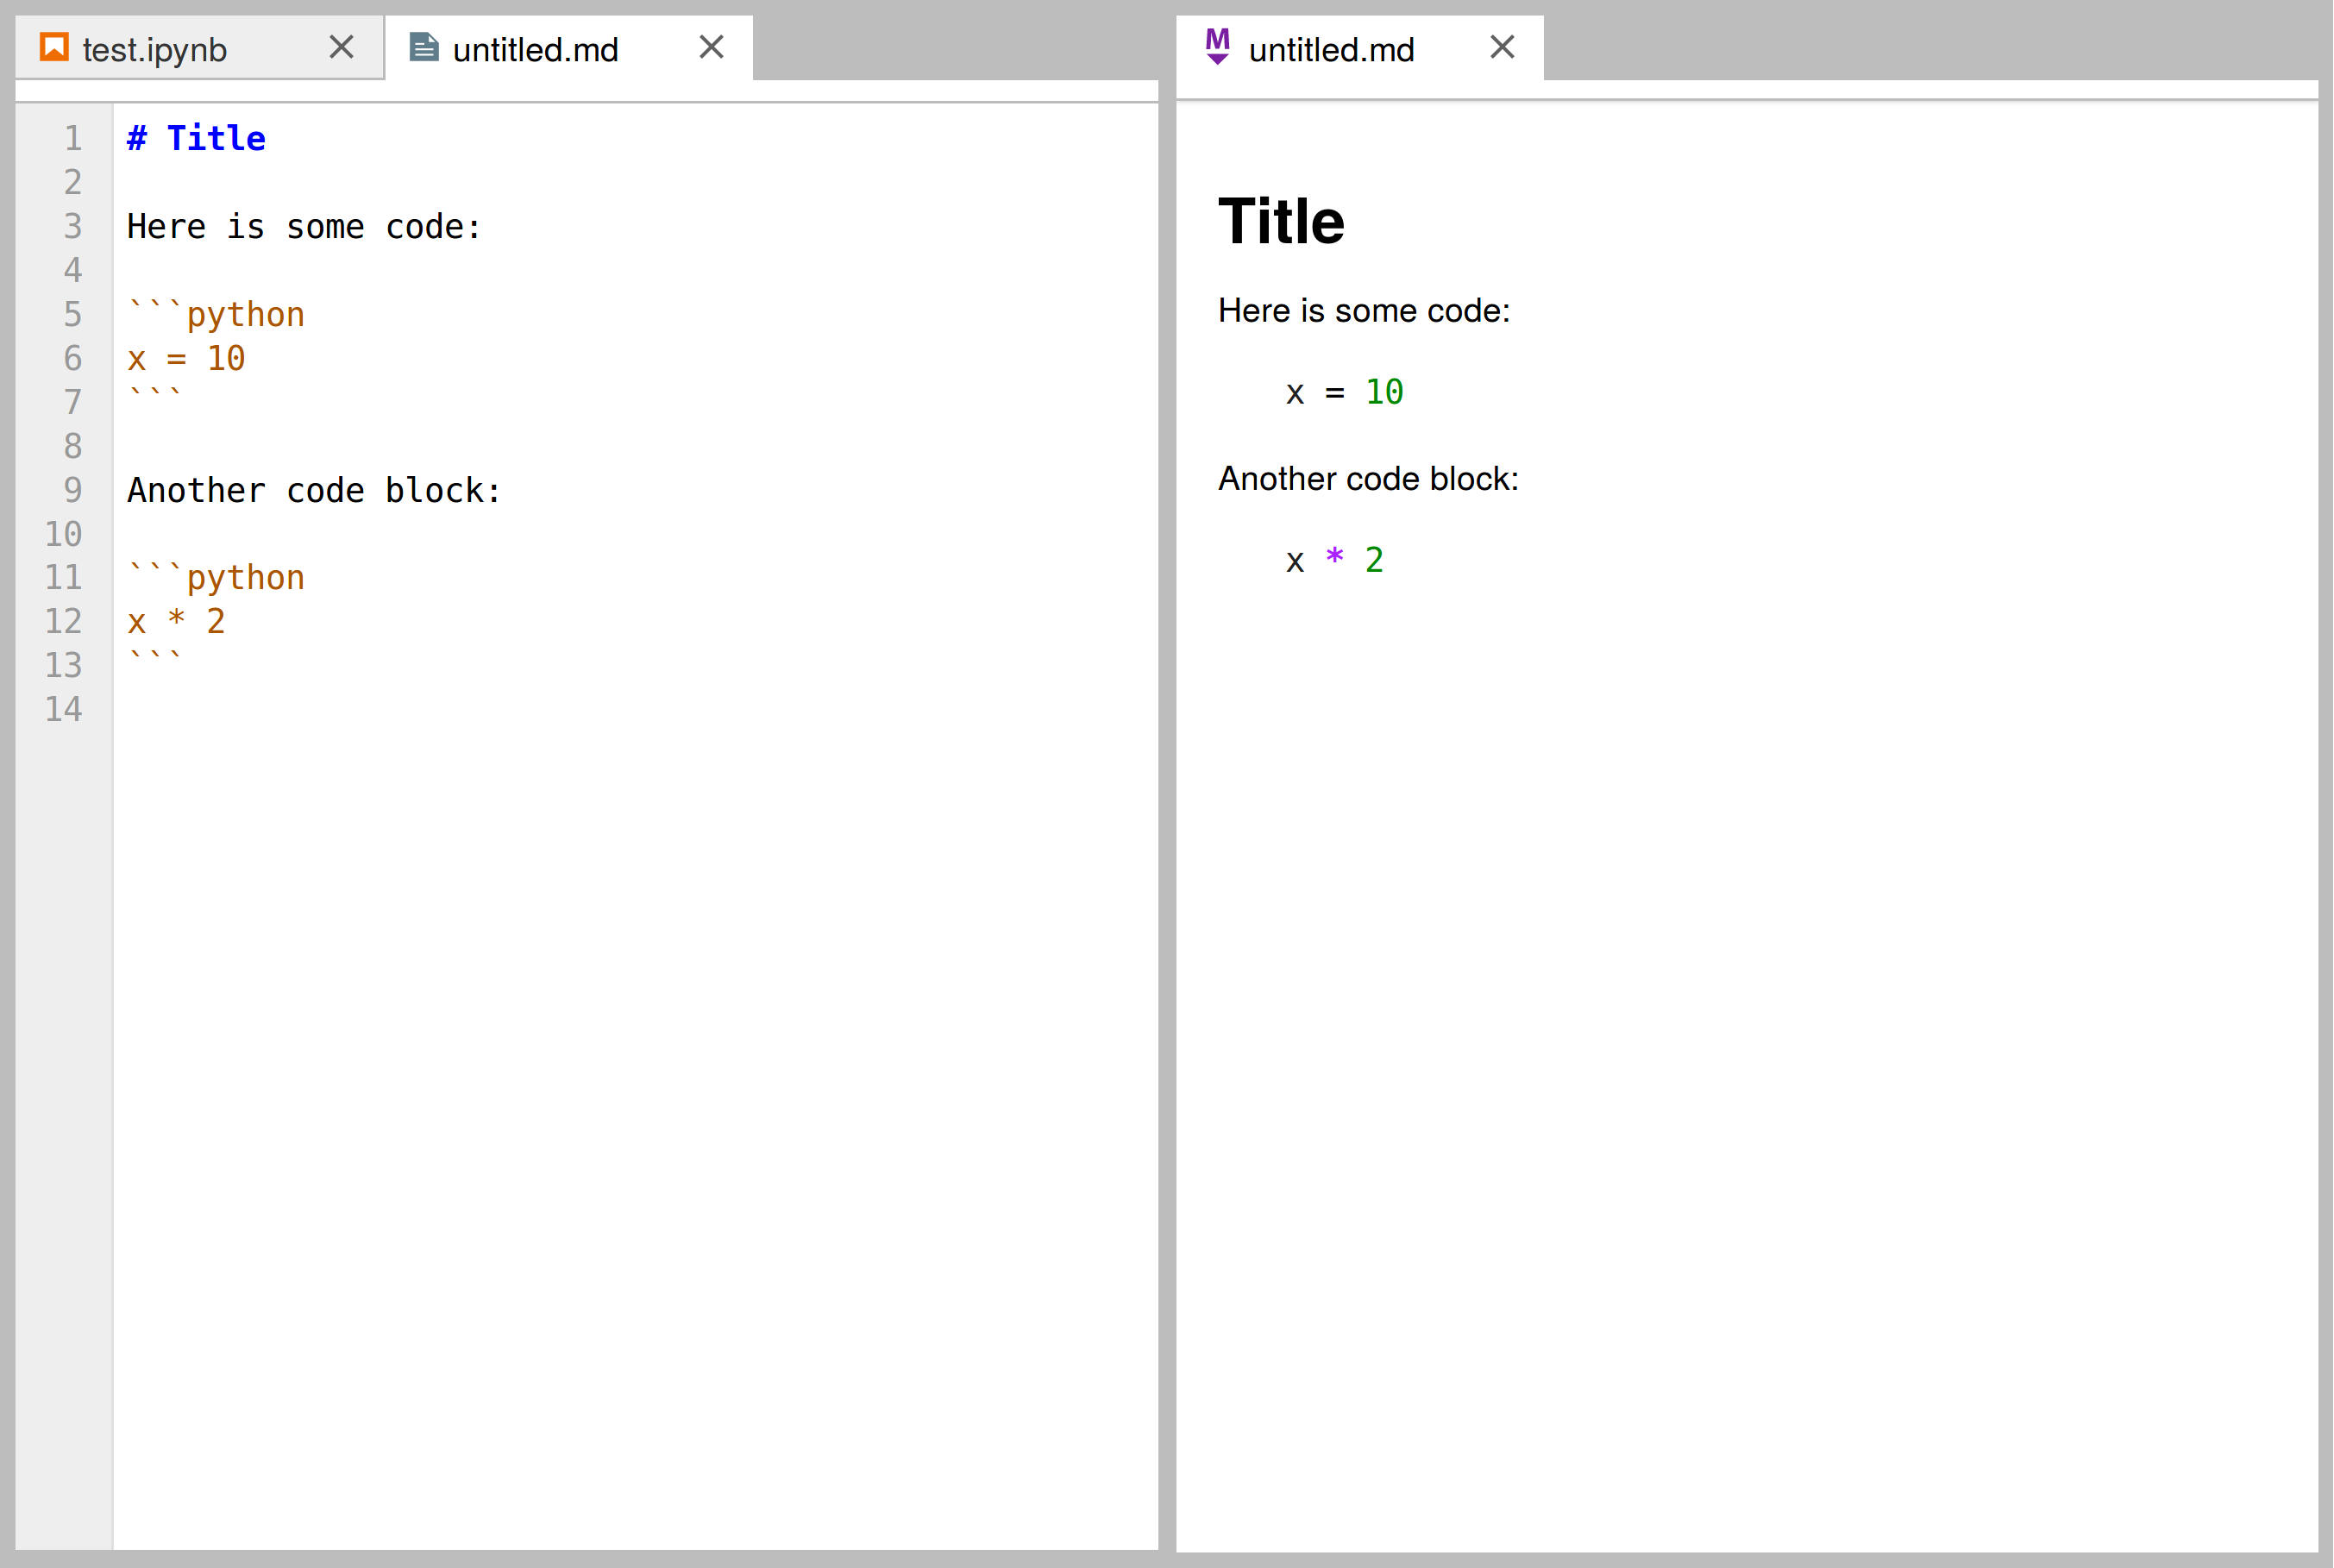 test.ipynb
untitled.md
1 # Title
2
3 Here is some code:
4
5 ```python
6 x = 10
7 ```
8
9 Another code block:
10
11 ```python
12 x * 2
13 ```
14
M untitled.md
Title
Here is some code:
x = 10
Another code block:
x * 2